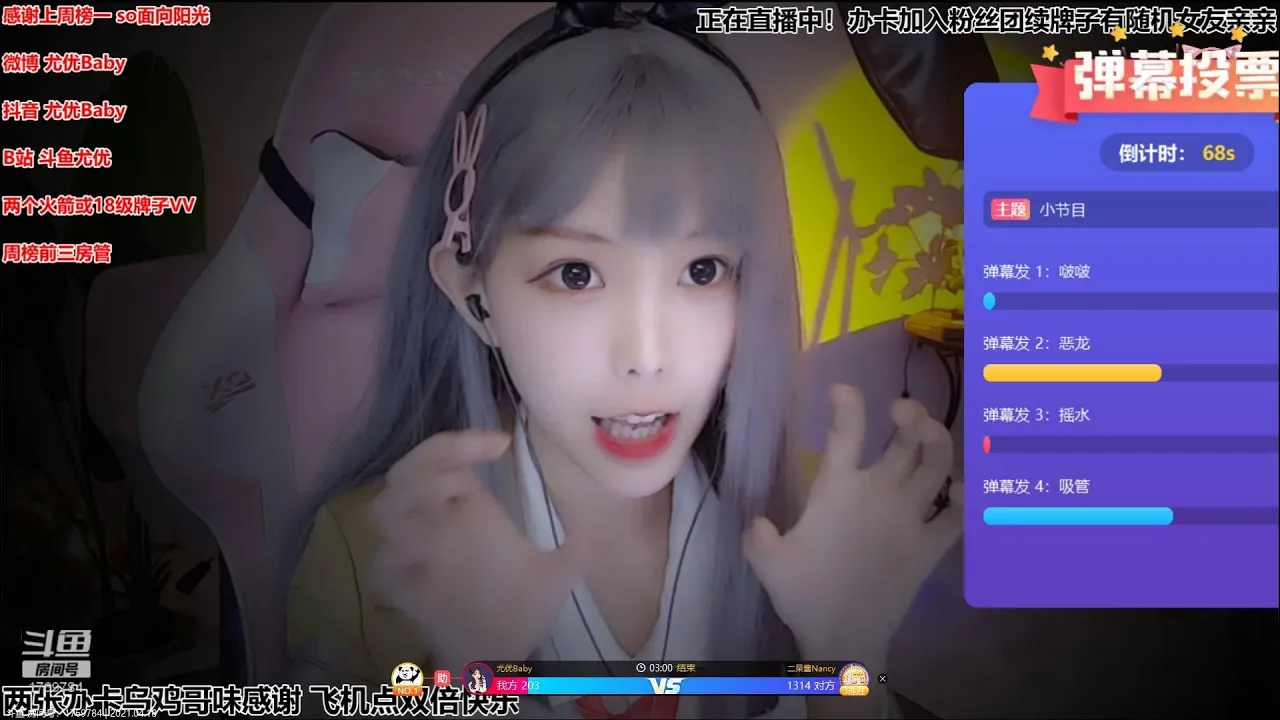 感谢上周榜一 so面向阳光
正在直播中！办卡加入粉丝团续牌子有随机女友亲亲
微博 尤优Baby
抖音 尤优Baby
B站 斗鱼尤优
两个火箭或18级牌子VV
周榜前三房管
弹幕投票
倒计时： 68s
主题 小节目
弹幕发 1：啵啵
弹幕发 2：恶龙
弹幕发 3：摇水
弹幕发 4：吸管
斗鱼
房间号
两张办卡乌鸡哥味感谢 飞机点双倍快乐
NO.1
助
尤优Baby
03:00 结束
二呆酱Nancy
我方 203
VS
1314 对方